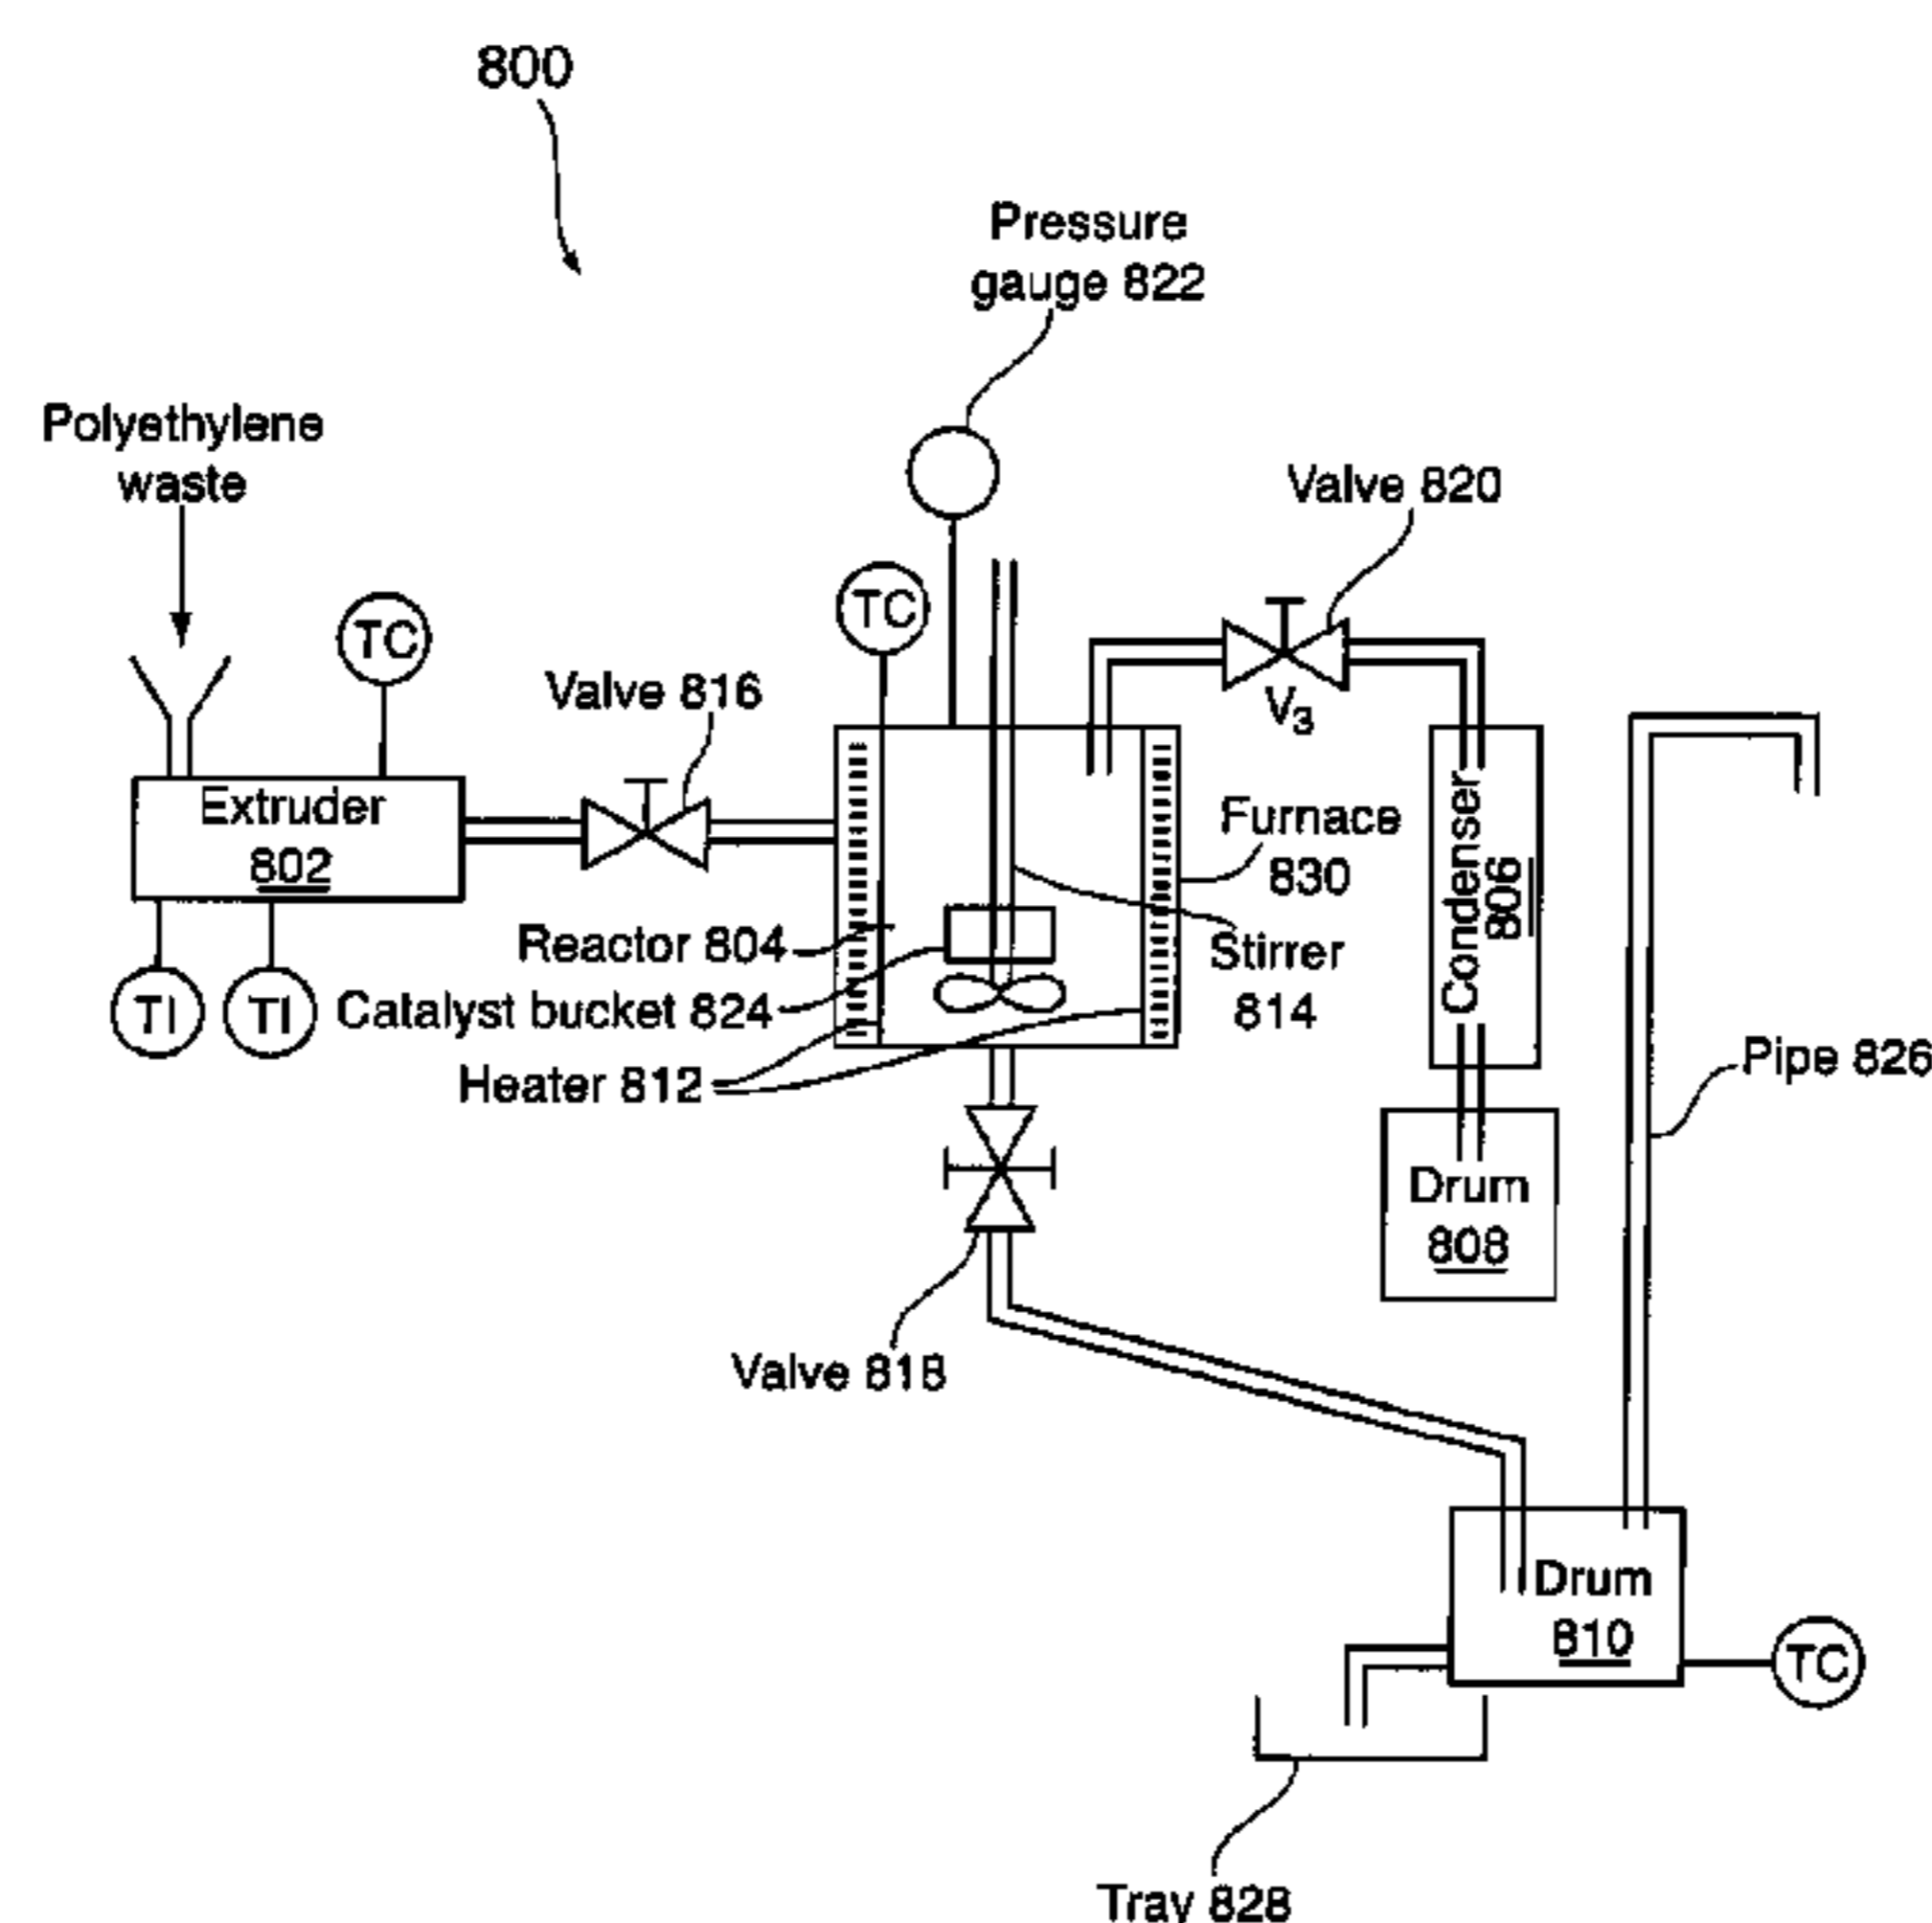 800
Pressure
gauge 822
Polyethylene
waste
Valve 820
TC
TC
Valve 816
V3
Extruder
802
Furnace
830
Condenser
806
Reactor 804
Stirrer
814
Catalyst bucket 824
TI
TI
Heater 812
Pipe 826
Drum
808
Valve 818
Drum
810
TC
Tray 828